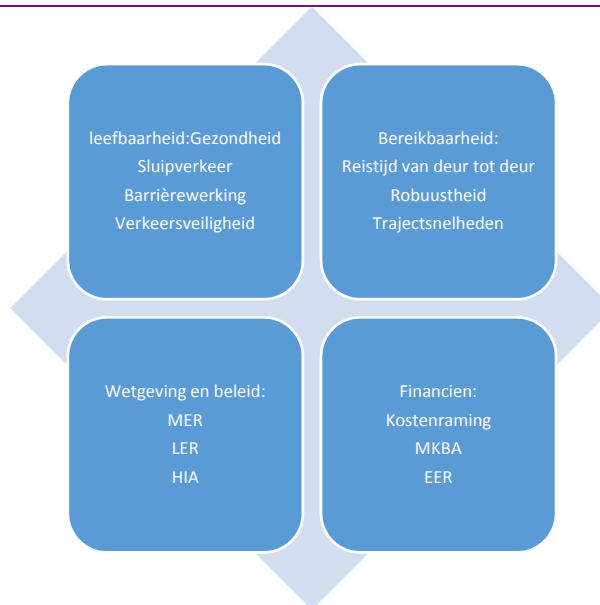 leefbaarheid:Gezondheid
Sluipverkeer
Barrièrewerking
Verkeersveiligheid
Bereikbaarheid:
Reistijd van deur tot deur
Robuustheid
Trajectsnelheden
Wetgeving en beleid:
MER
LER
HIA
Financien:
Kostenraming
MKBA
EER